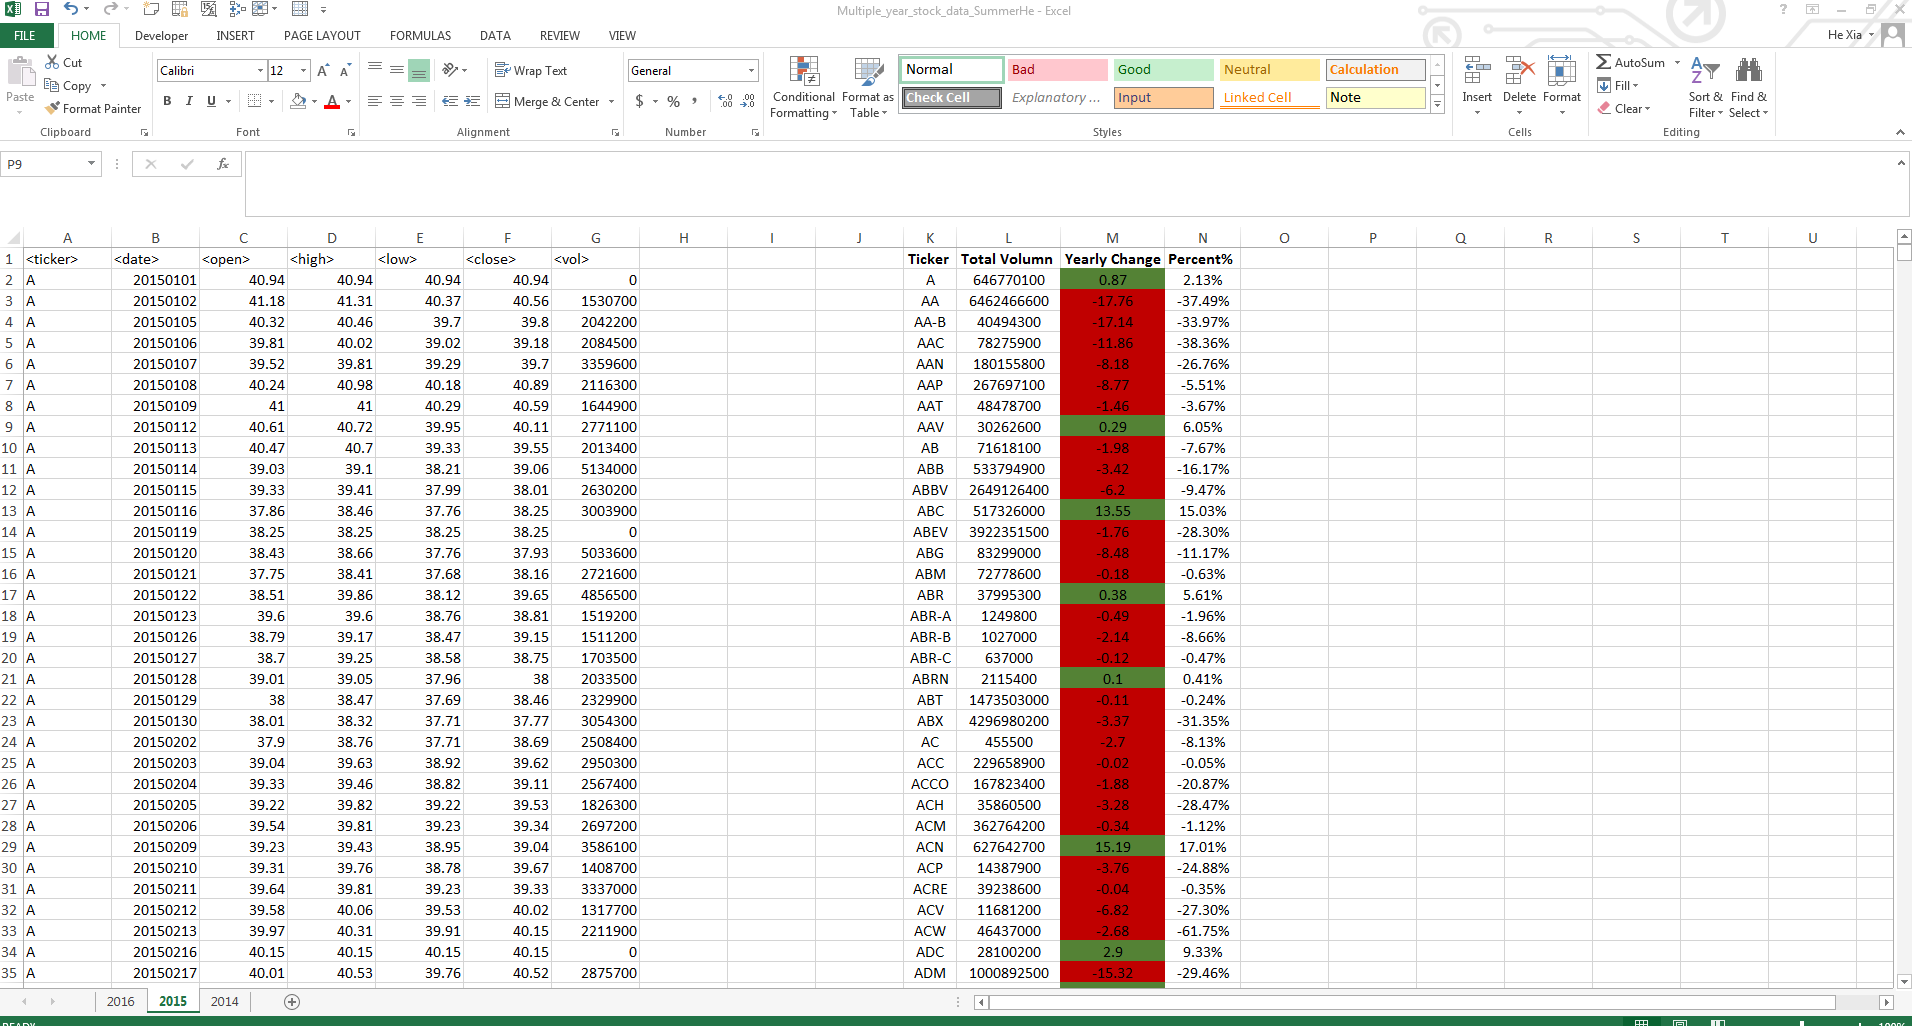 Multiple_year_stock_data_SummerHe - Excel
FILE HOME Developer INSERT PAGE LAYOUT FORMULAS DATA REVIEW VIEW He Xia
Paste Cut Copy Format Painter Clipboard
Calibri 12 B I U Font
Wrap Text Merge & Center Alignment
General $ % , Number
Conditional Formatting Format as Table
Normal Bad Good Neutral Calculation
Check Cell Explanatory ... Input Linked Cell Note
Styles
Insert Delete Format Cells
AutoSum Fill Clear Sort & Filter Find & Select Editing
P9 fx
A B C D E F G H I J K L M N O P Q R S T U
1 <ticker> <date> <open> <high> <low> <close> <vol> Ticker Total Volumn Yearly Change Percent%
2 A 20150101 40.94 40.94 40.94 40.94 0 A 646770100 0.87 2.13%
3 A 20150102 41.18 41.31 40.37 40.56 1530700 AA 6462466600 -17.76 -37.49%
4 A 20150105 40.32 40.46 39.7 39.8 2042200 AA-B 40494300 -17.14 -33.97%
5 A 20150106 39.81 40.02 39.02 39.18 2084500 AAC 78275900 -11.86 -38.36%
6 A 20150107 39.52 39.81 39.29 39.7 3359600 AAN 180155800 -8.18 -26.76%
7 A 20150108 40.24 40.98 40.18 40.89 2116300 AAP 267697100 -8.77 -5.51%
8 A 20150109 41 41 40.29 40.59 1644900 AAT 48478700 -1.46 -3.67%
9 A 20150112 40.61 40.72 39.95 40.11 2771100 AAV 30262600 0.29 6.05%
10 A 20150113 40.47 40.7 39.33 39.55 2013400 AB 71618100 -1.98 -7.67%
11 A 20150114 39.03 39.1 38.21 39.06 5134000 ABB 533794900 -3.42 -16.17%
12 A 20150115 39.33 39.41 37.99 38.01 2630200 ABBV 2649126400 -6.2 -9.47%
13 A 20150116 37.86 38.46 37.76 38.25 3003900 ABC 517326000 13.55 15.03%
14 A 20150119 38.25 38.25 38.25 38.25 0 ABEV 3922351500 -1.76 -28.30%
15 A 20150120 38.43 38.66 37.76 37.93 5033600 ABG 83299000 -8.48 -11.17%
16 A 20150121 37.75 38.41 37.68 38.16 2721600 ABM 72778600 -0.18 -0.63%
17 A 20150122 38.51 39.86 38.12 39.65 4856500 ABR 37995300 0.38 5.61%
18 A 20150123 39.6 39.6 38.76 38.81 1519200 ABR-A 1249800 -0.49 -1.96%
19 A 20150126 38.79 39.17 38.47 39.15 1511200 ABR-B 1027000 -2.14 -8.66%
20 A 20150127 38.7 39.25 38.58 38.75 1703500 ABR-C 637000 -0.12 -0.47%
21 A 20150128 39.01 39.05 37.96 38 2033500 ABRN 2115400 0.1 0.41%
22 A 20150129 38 38.47 37.69 38.46 2329900 ABT 1473503000 -0.11 -0.24%
23 A 20150130 38.01 38.32 37.71 37.77 3054300 ABX 4296980200 -3.37 -31.35%
24 A 20150202 37.9 38.76 37.71 38.69 2508400 AC 455500 -2.7 -8.13%
25 A 20150203 39.04 39.63 38.92 39.62 2950300 ACC 229658900 -0.02 -0.05%
26 A 20150204 39.33 39.46 38.82 39.11 2567400 ACCO 167823400 -1.88 -20.87%
27 A 20150205 39.22 39.82 39.22 39.53 1826300 ACH 35860500 -3.28 -28.47%
28 A 20150206 39.54 39.81 39.23 39.34 2697200 ACM 362764200 -0.34 -1.12%
29 A 20150209 39.23 39.43 38.95 39.04 3586100 ACN 627642700 15.19 17.01%
30 A 20150210 39.31 39.76 38.78 39.67 1408700 ACP 14387900 -3.76 -24.88%
31 A 20150211 39.64 39.81 39.23 39.33 3337000 ACRE 39238600 -0.04 -0.35%
32 A 20150212 39.58 40.06 39.53 40.02 1317700 ACV 11681200 -6.82 -27.30%
33 A 20150213 39.97 40.31 39.91 40.15 2211900 ACW 46437000 -2.68 -61.75%
34 A 20150216 40.15 40.15 40.15 40.15 0 ADC 28100200 2.9 9.33%
35 A 20150217 40.01 40.53 39.76 40.52 2875700 ADM 1000892500 -15.32 -29.46%
2016 2015 2014